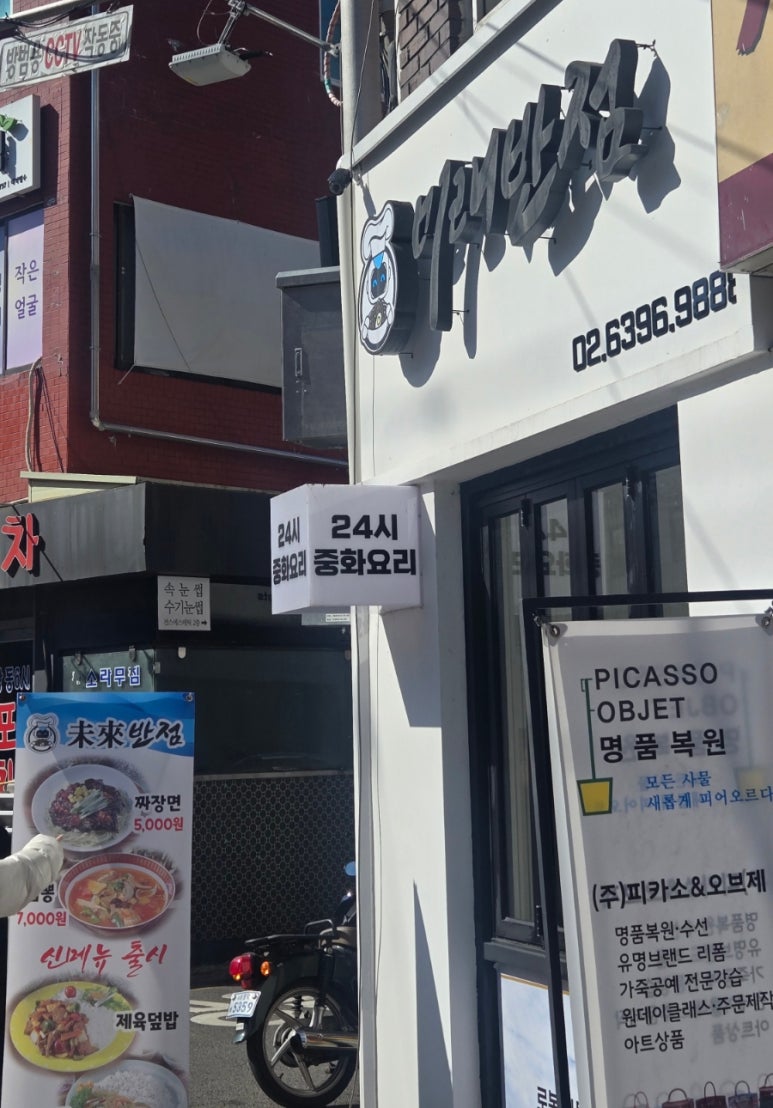 방범용 CCTV 작동중
작은
얼굴
미래반점
02.6396.988
24시
중화요리
24시
중화요리
차
속눈썹
수기눈썹
소락무침
未來반점
짜장면
5,000원
뽕
7,000원
신메뉴 출시
제육덮밥
5359
PICASSO
OBJET
명품복원
모든 사물
새롭게 피어오르다
(주)피카소&오브제
명품복원·수선
유명브랜드 리폼
가죽공예 전문강습
원데이클래스·주문제작
아트상품